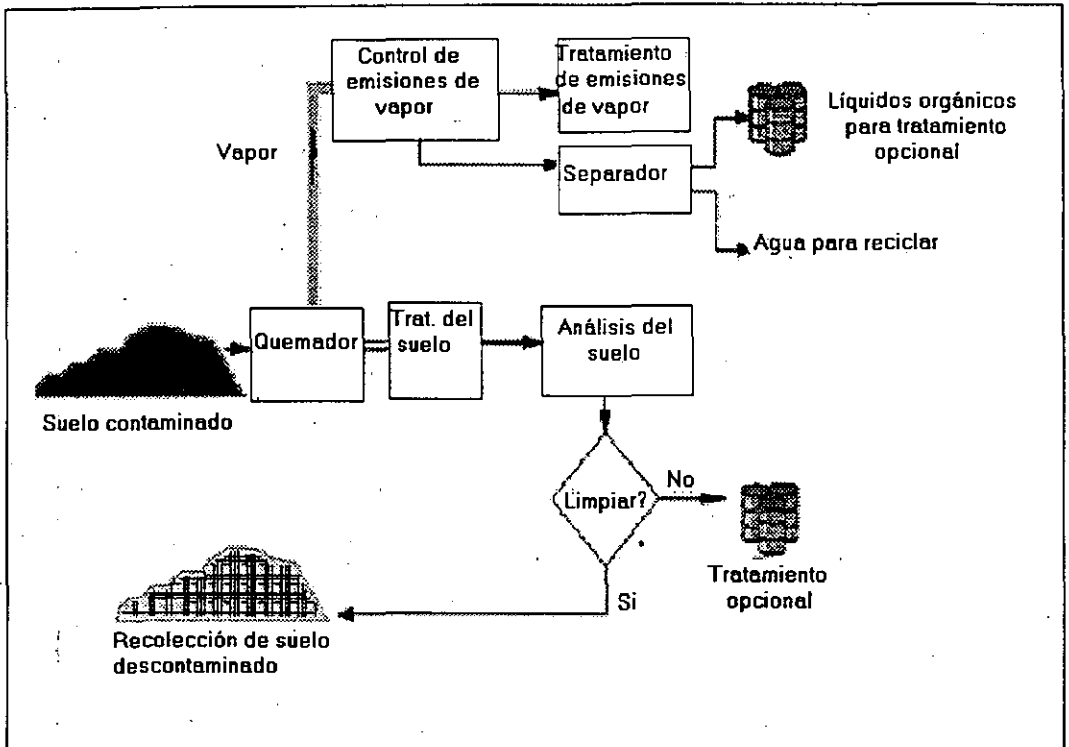 Control de
emisiones de
vapor
Tratamiento
de emisiones
de vapor
Líquidos orgánicos
para tratamiento
opcional
Vapor
Separador
Agua para reciclar
Quemador
Trat. del
suelo
Análisis del
suelo
Suelo contaminado
Limpiar?
No
Tratamiento
opcional
Si
Recolección de suelo
descontaminado